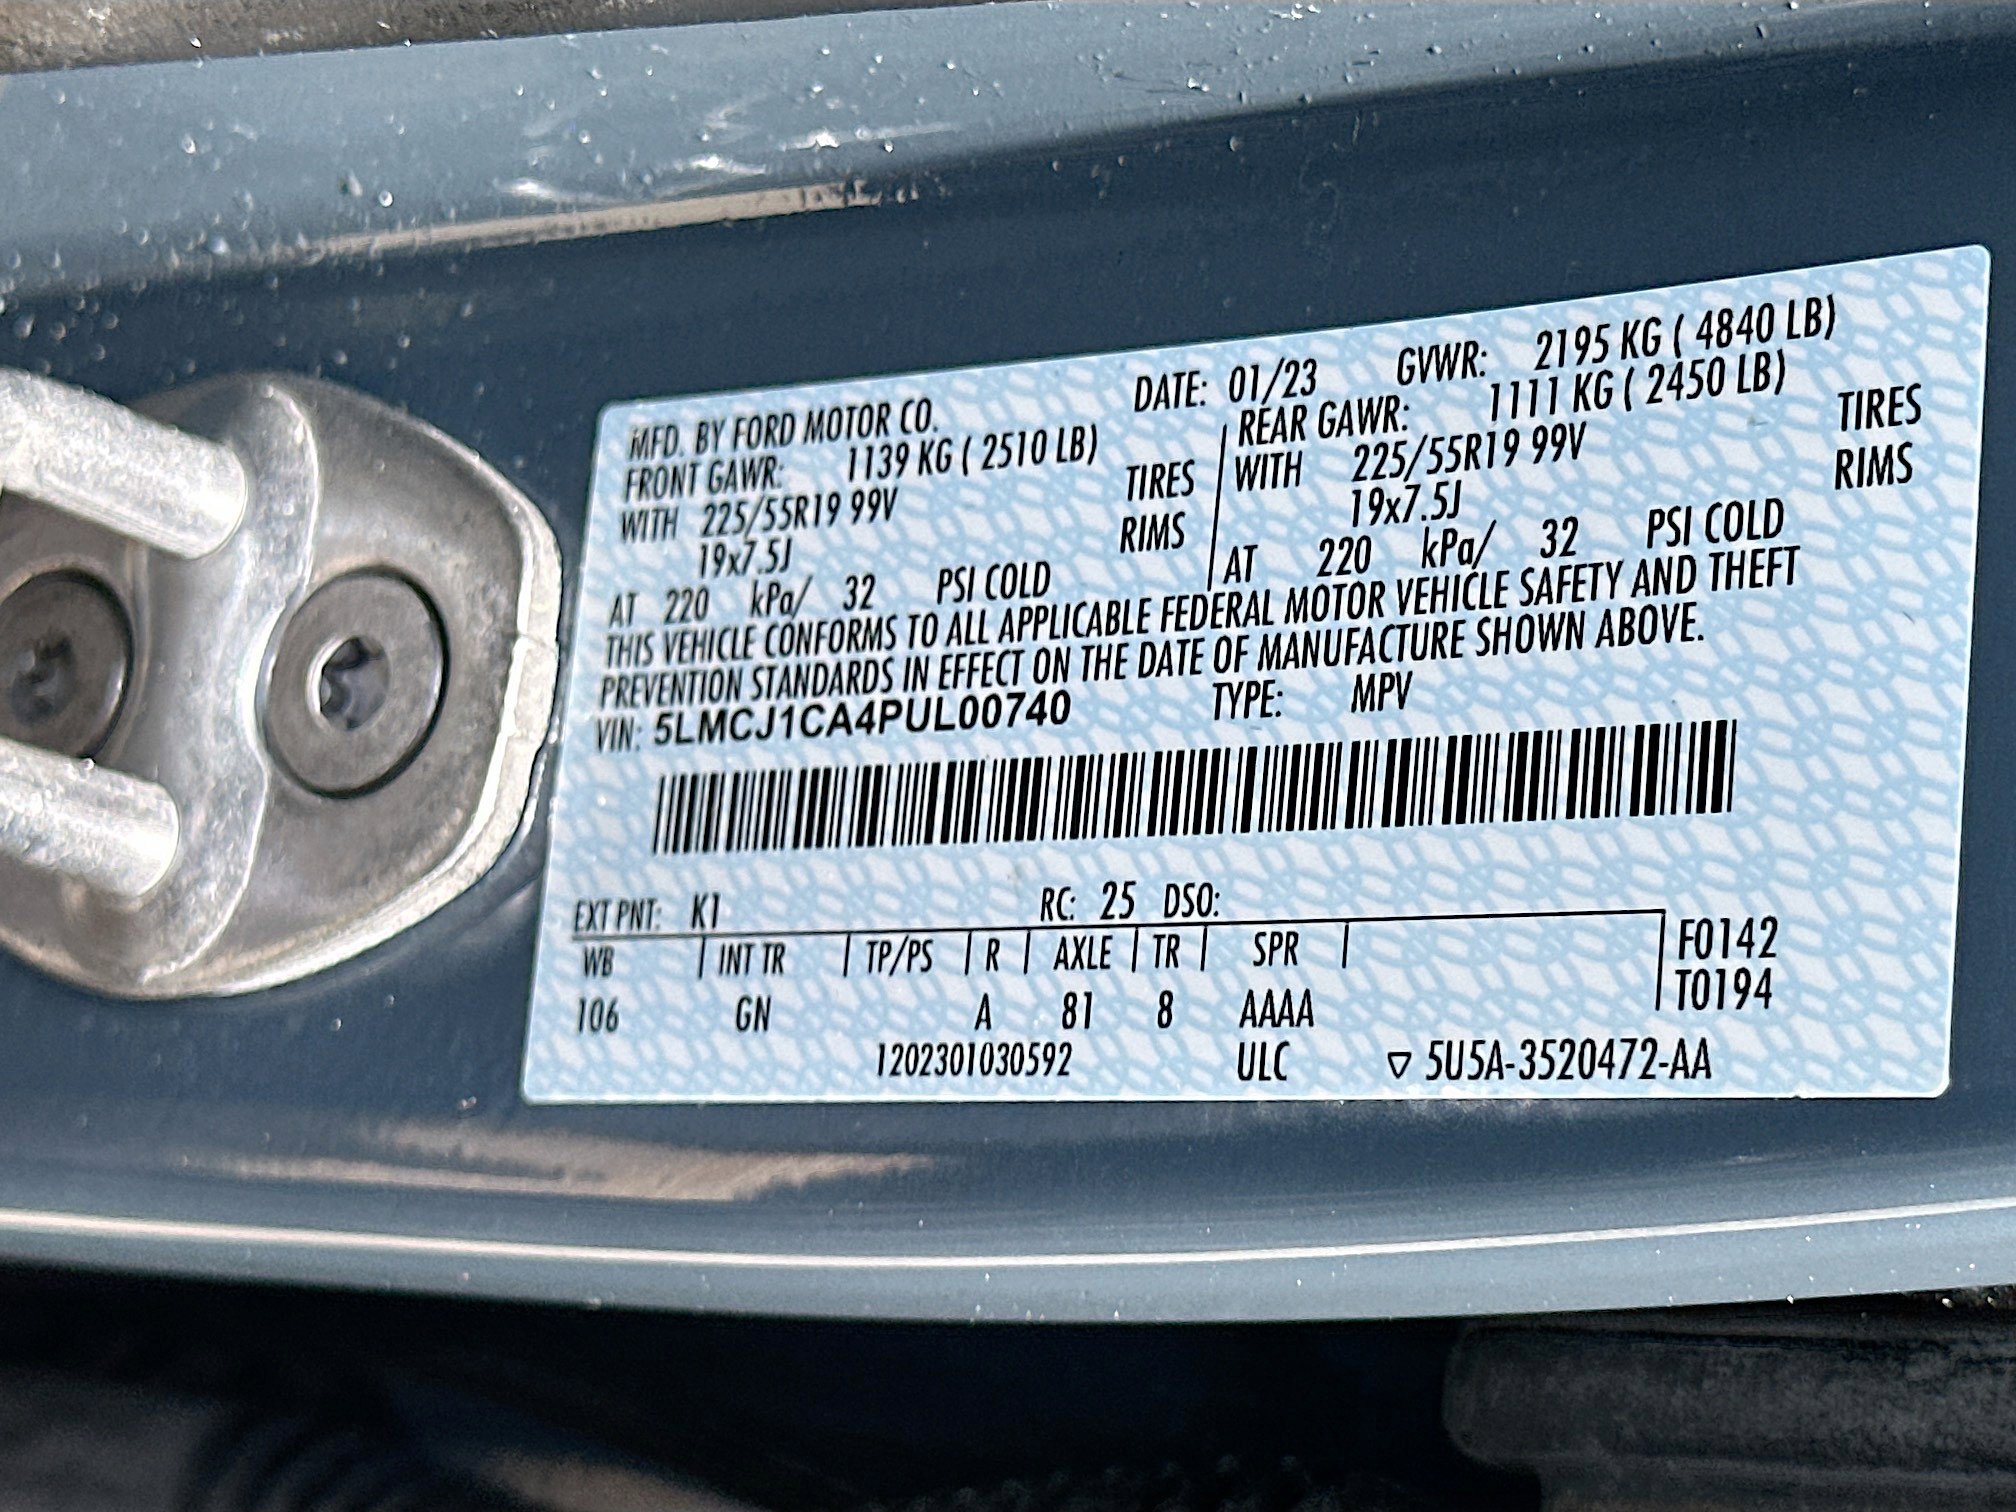 MFD. BY FORD MOTOR CO. DATE: 01/23 GVWR: 2195 KG ( 4840 LB)
FRONT GAWR: 1139 KG ( 2510 LB) REAR GAWR: 1111 KG ( 2450 LB)
WITH 225/55R19 99V TIRES WITH 225/55R19 99V TIRES
19x7.5J RIMS 19x7.5J RIMS
AT 220 kPa/ 32 PSI COLD AT 220 kPa/ 32 PSI COLD
THIS VEHICLE CONFORMS TO ALL APPLICABLE FEDERAL MOTOR VEHICLE SAFETY AND THEFT
PREVENTION STANDARDS IN EFFECT ON THE DATE OF MANUFACTURE SHOWN ABOVE.
VIN: 5LMCJ1CA4PUL00740 TYPE: MPV
EXT PNT: K1 RC: 25 DSO:
WB | INT TR | TP/PS | R | AXLE | TR | SPR | F0142
106 GN A 81 8 AAAA T0194
1202301030592 ULC ▽ 5U5A-3520472-AA